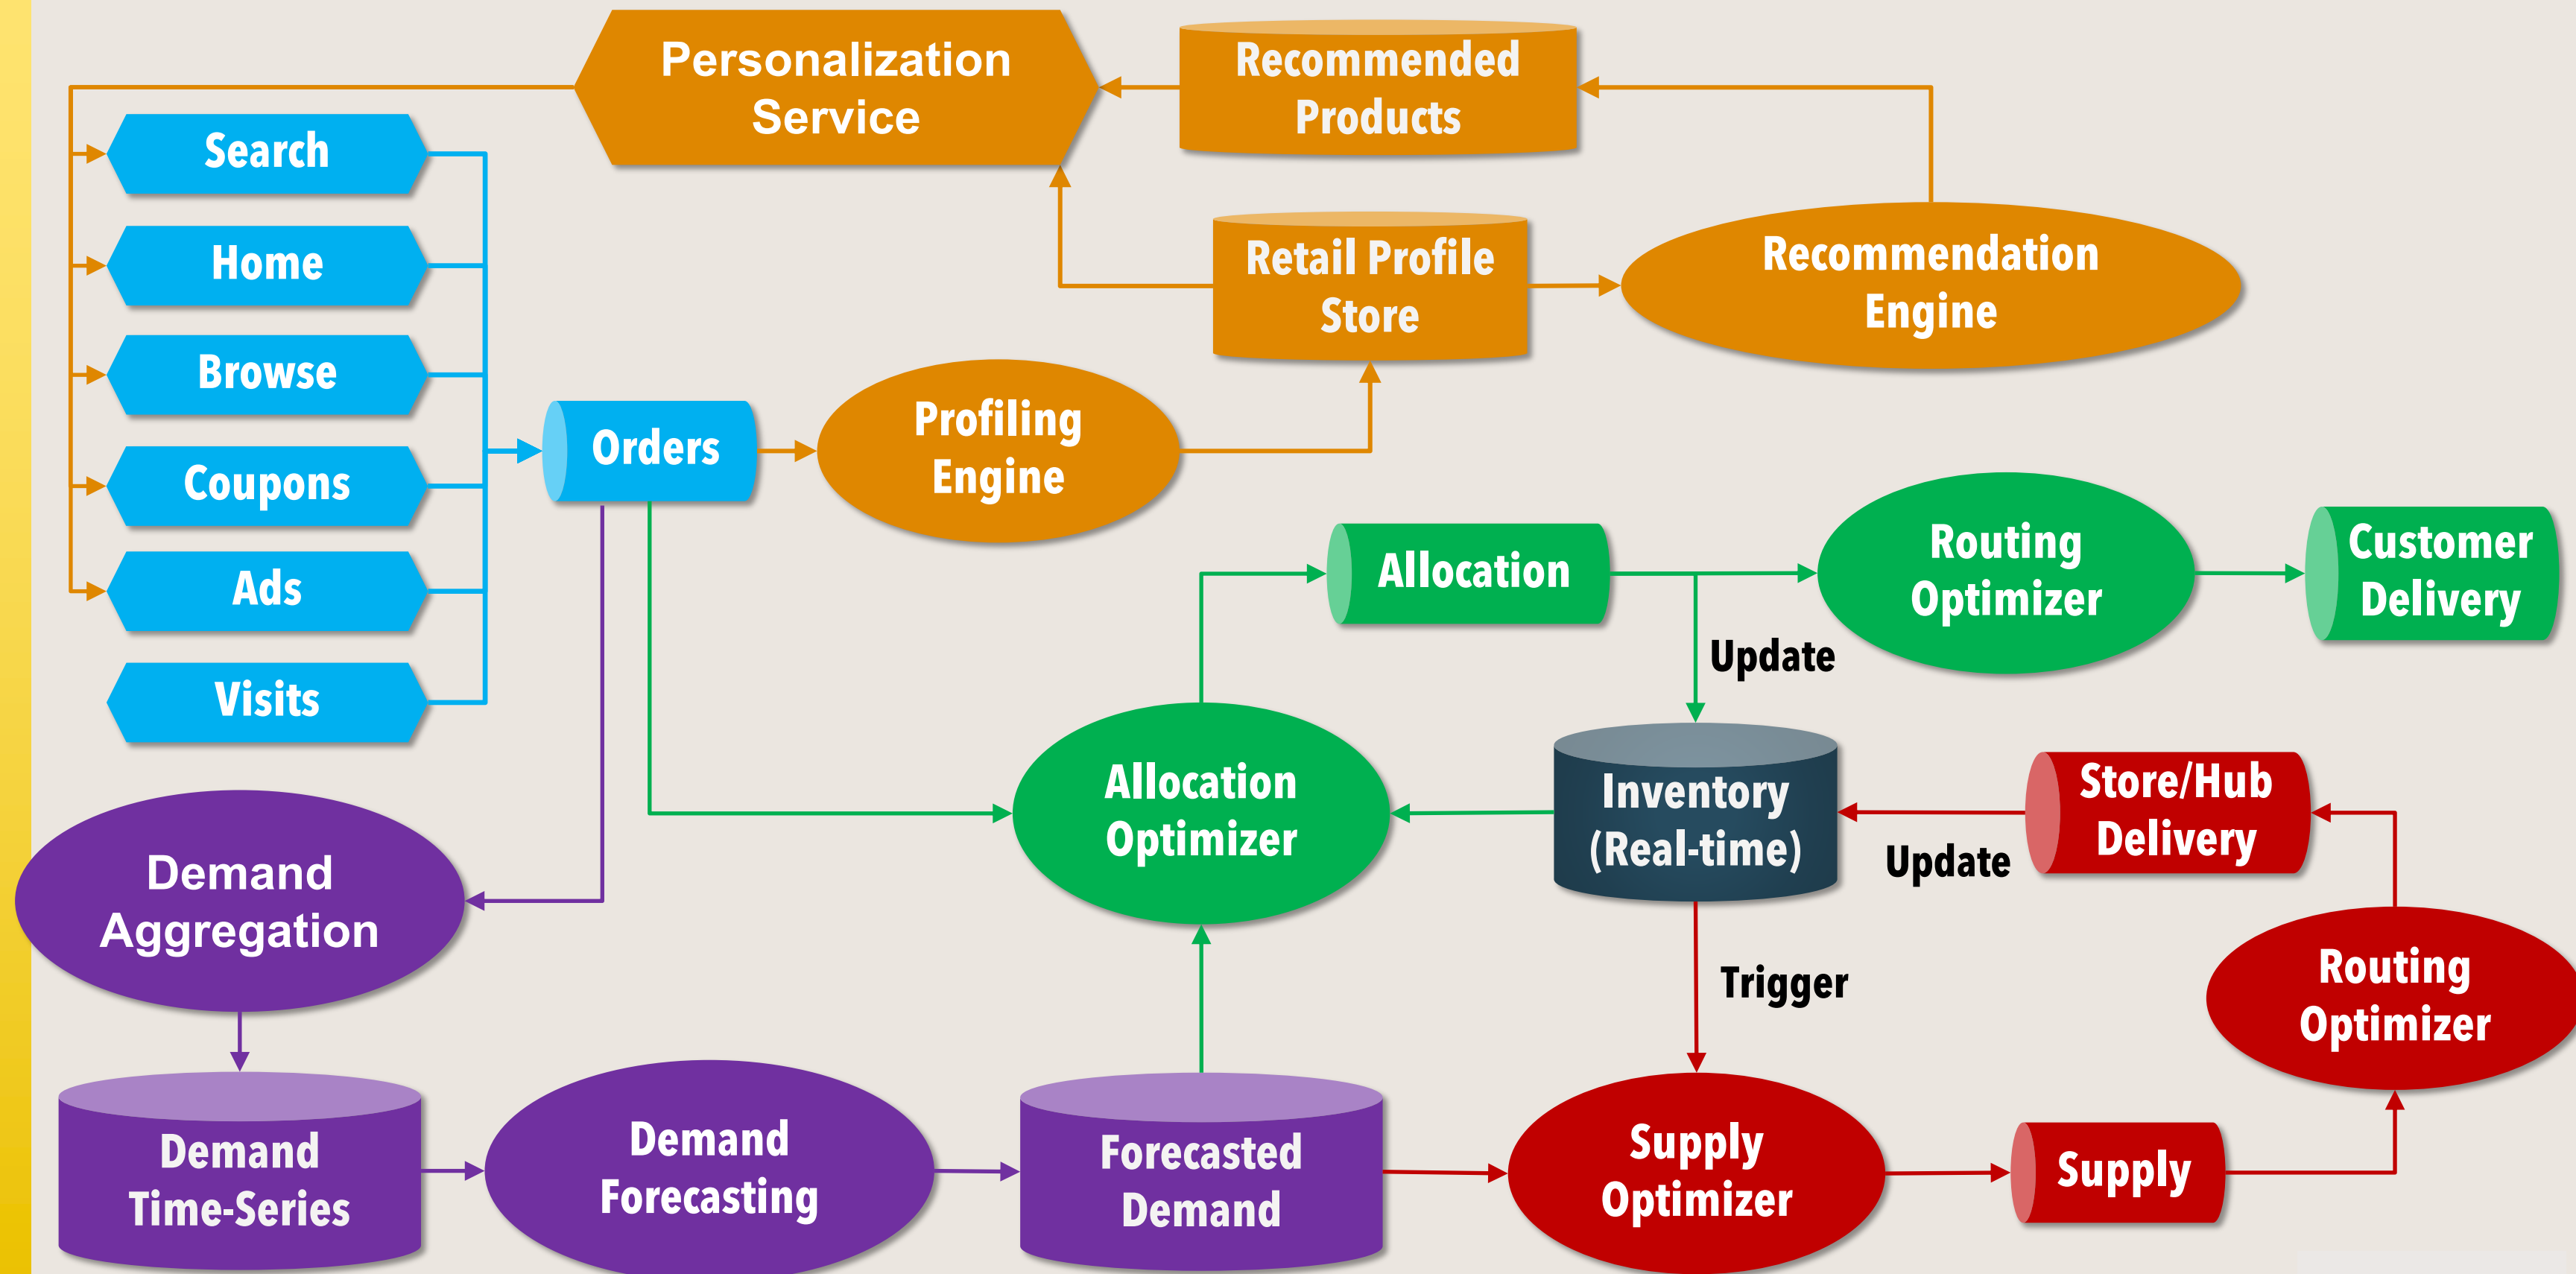 Personalization
Service
Recommended
Products
Search
Home
Browse
Coupons
Ads
Visits
Retail Profile
Store
Recommendation
Engine
Orders
Profiling
Engine
Allocation
Routing
Optimizer
Customer
Delivery
Update
Allocation
Optimizer
Inventory
(Real-time)
Store/Hub
Delivery
Update
Demand
Aggregation
Trigger
Routing
Optimizer
Demand
Time-Series
Demand
Forecasting
Forecasted
Demand
Supply
Optimizer
Supply